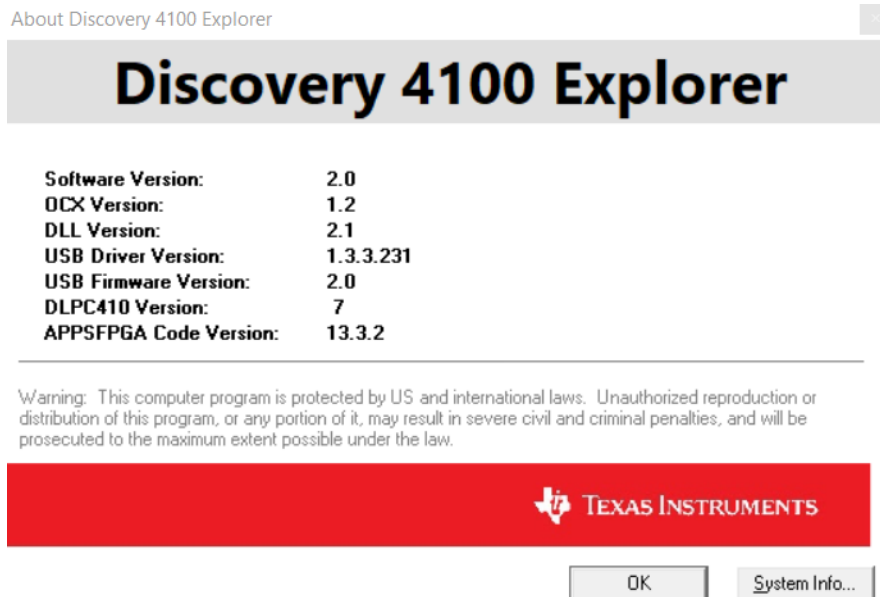 About Discovery 4100 Explorer
Discovery 4100 Explorer
Software Version: 2.0
OCX Version: 1.2
DLL Version: 2.1
USB Driver Version: 1.3.3.231
USB Firmware Version: 2.0
DLPC410 Version: 7
APPSFPGA Code Version: 13.3.2
Warning: This computer program is protected by US and international laws. Unauthorized reproduction or
distribution of this program, or any portion of it, may result in severe civil and criminal penalties, and will be
prosecuted to the maximum extent possible under the law.
TEXAS INSTRUMENTS
OK System Info...